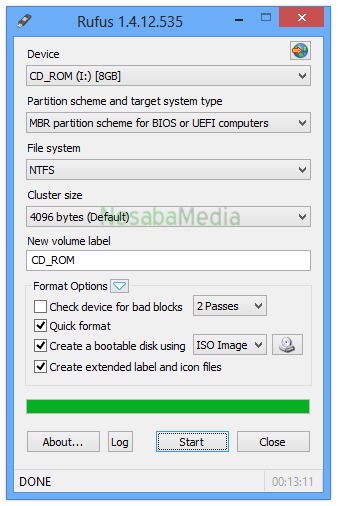 Rufus 1.4.12.535
Device
CD_ROM (I:) [8GB]
Partition scheme and target system type
MBR partition scheme for BIOS or UEFI computers
File system
NTFS
Cluster size
4096 bytes (Default)
NesabaMedia
New volume label
CD_ROM
Format Options
Check device for bad blocks 2 Passes
Quick format
Create a bootable disk using ISO Image
Create extended label and icon files
About... Log Start Close
DONE 00:13:11